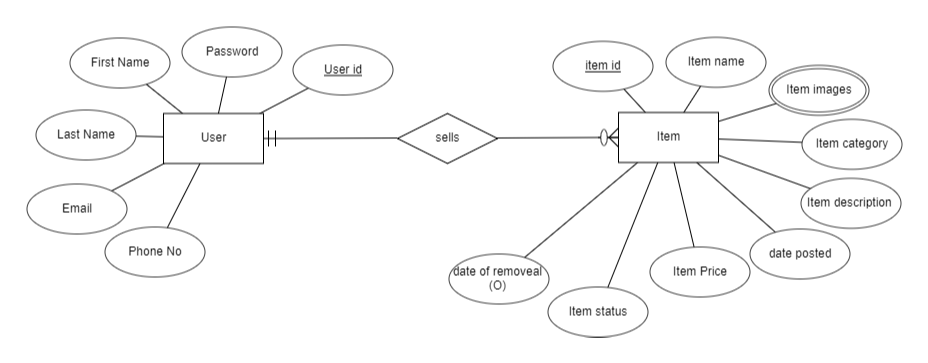 First Name
Password
User id
Last Name
User
Email
Phone No
sells
item id
Item name
Item images
Item
Item category
Item description
date posted
Item Price
Item status
date of removeal
(O)